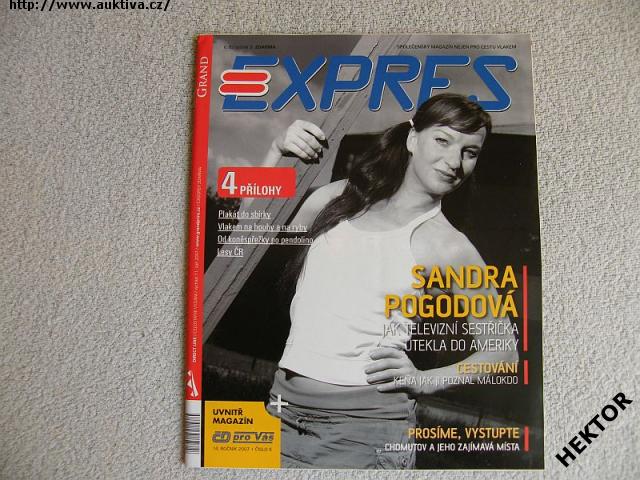 http://www.auktiva.cz/
GRAND
SPOLEČENSKÝ MAGAZÍN NEJEN PRO CESTU VLAKEM
EXPRES
4 PŘÍLOHY
Plakát do sbírky
Vlakem na houby a na ryby
Od koněspřežky po pendolino
Lesy ČR
SANDRA
POGODOVÁ
JAK TELEVIZNÍ SESTŘIČKA
UTEKLA DO AMERIKY
CESTOVÁNÍ
KEŇA JAK JI POZNAL MÁLOKDO
PROSÍME, VYSTUPTE
CHOMUTOV A JEHO ZAJÍMAVÁ MÍSTA
UVNITŘ
MAGAZÍN
ČD pro Vás
HEKTOR